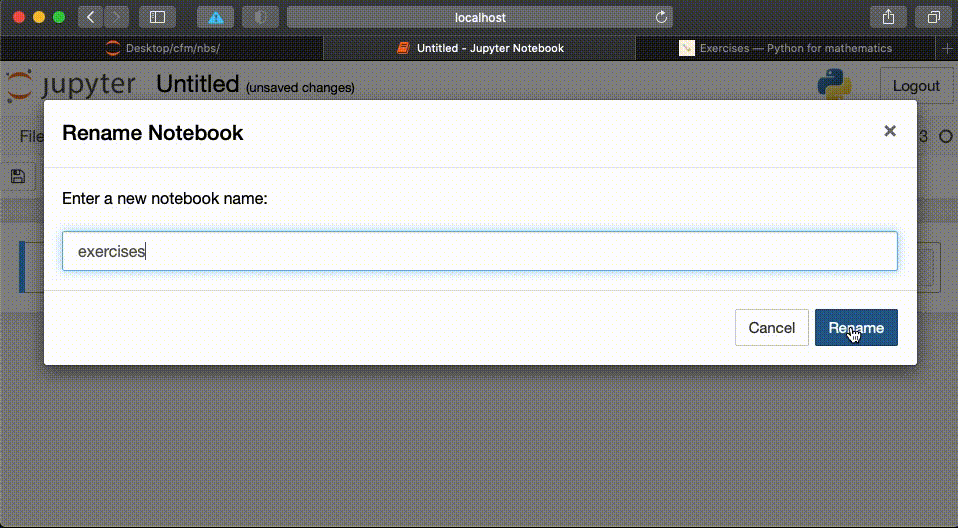 localhost
Desktop/cfm/nbs/
Untitled - Jupyter Notebook
Exercises — Python for mathematics
jupyter Untitled (unsaved changes)
Logout
File
3
Rename Notebook
Enter a new notebook name:
exercises
Cancel
Rename